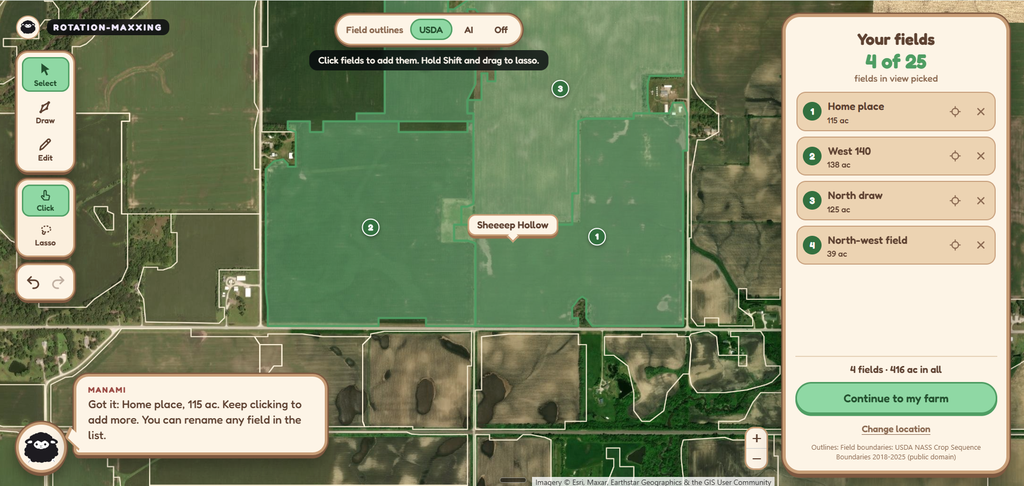 ROTATION-MAXXING
Field outlines USDA AI Off
Click fields to add them. Hold Shift and drag to lasso.
Select
Draw
Edit
Click
Lasso
3
2
1
Sheeeep Hollow
MANAMI
Got it: Home place, 115 ac. Keep clicking to
add more. You can rename any field in the
list.
+
−
Imagery © Esri, Maxar, Earthstar Geographics & the GIS User Community
Your fields
4 of 25
fields in view picked
1 Home place
115 ac
2 West 140
138 ac
3 North draw
125 ac
4 North-west field
39 ac
4 fields · 416 ac in all
Continue to my farm
Change location
Outlines: Field boundaries: USDA NASS Crop Sequence
Boundaries 2018-2025 (public domain)